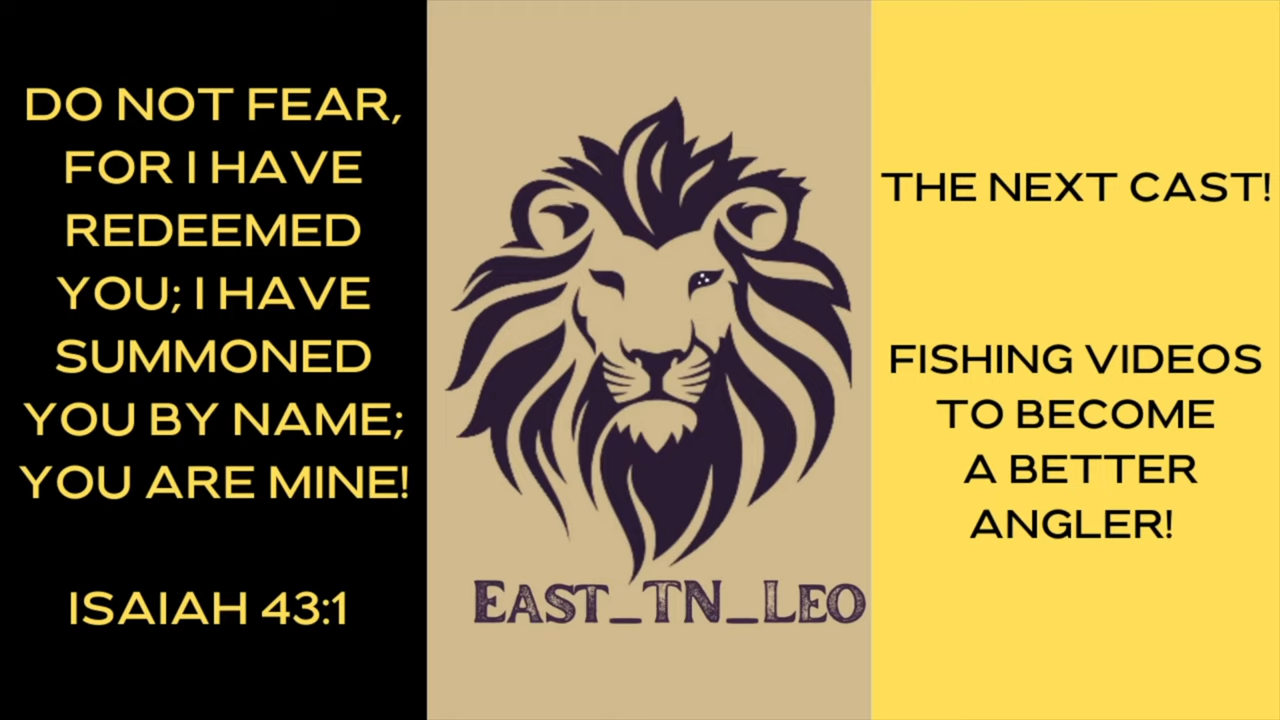 DO NOT FEAR,
FOR I HAVE
REDEEMED
YOU; I HAVE
SUMMONED
YOU BY NAME;
YOU ARE MINE!
ISAIAH 43:1
EAST_TN_LEO
THE NEXT CAST!
FISHING VIDEOS
TO BECOME
A BETTER
ANGLER!